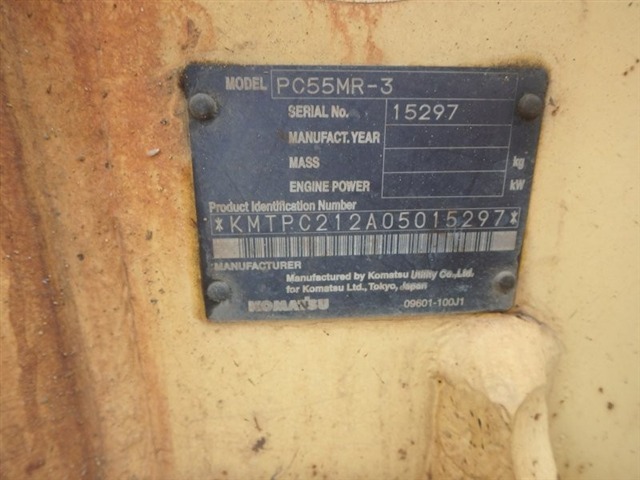 MODEL PC55MR-3
SERIAL No. 15297
MANUFACT. YEAR
MASS kg
ENGINE POWER kW
Product Identification Number
*KMTPC212A05015297*
MANUFACTURER
Manufactured by Komatsu Utility Co.,Ltd.
for Komatsu Ltd., Tokyo, Japan
KOMATSU 09601-100J1